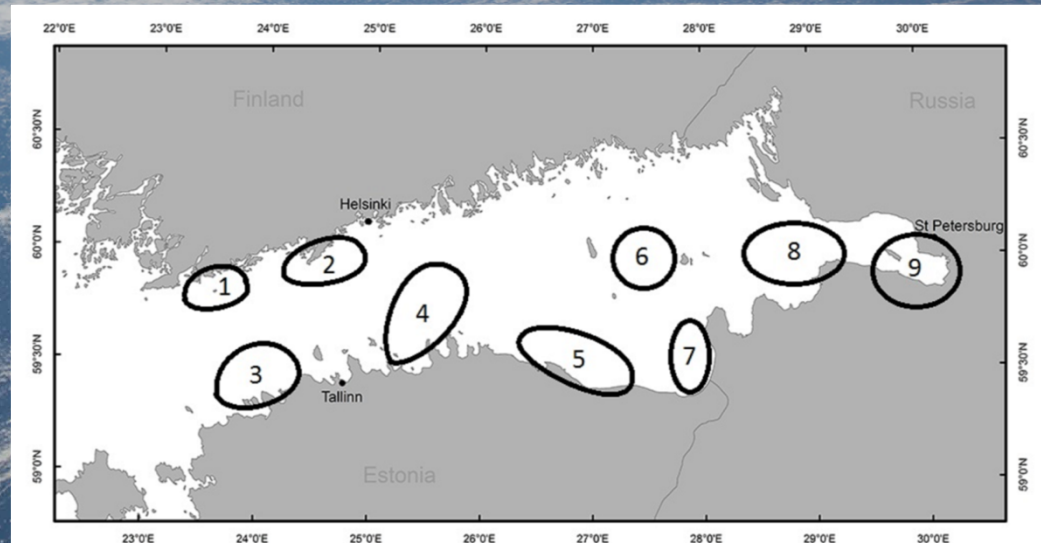 22°0'E 23°0'E 24°0'E 25°0'E 26°0'E 27°0'E 28°0'E 29°0'E 30°0'E
Finland
Russia
60°30'N
60°30'N
Helsinki
St Petersburg
60°0'N
60°0'N
1
2
3
4
5
6
7
8
9
59°30'N
59°30'N
Tallinn
Estonia
59°0'N
59°0'N
23°0'E 24°0'E 25°0'E 26°0'E 27°0'E 28°0'E 29°0'E 30°0'E